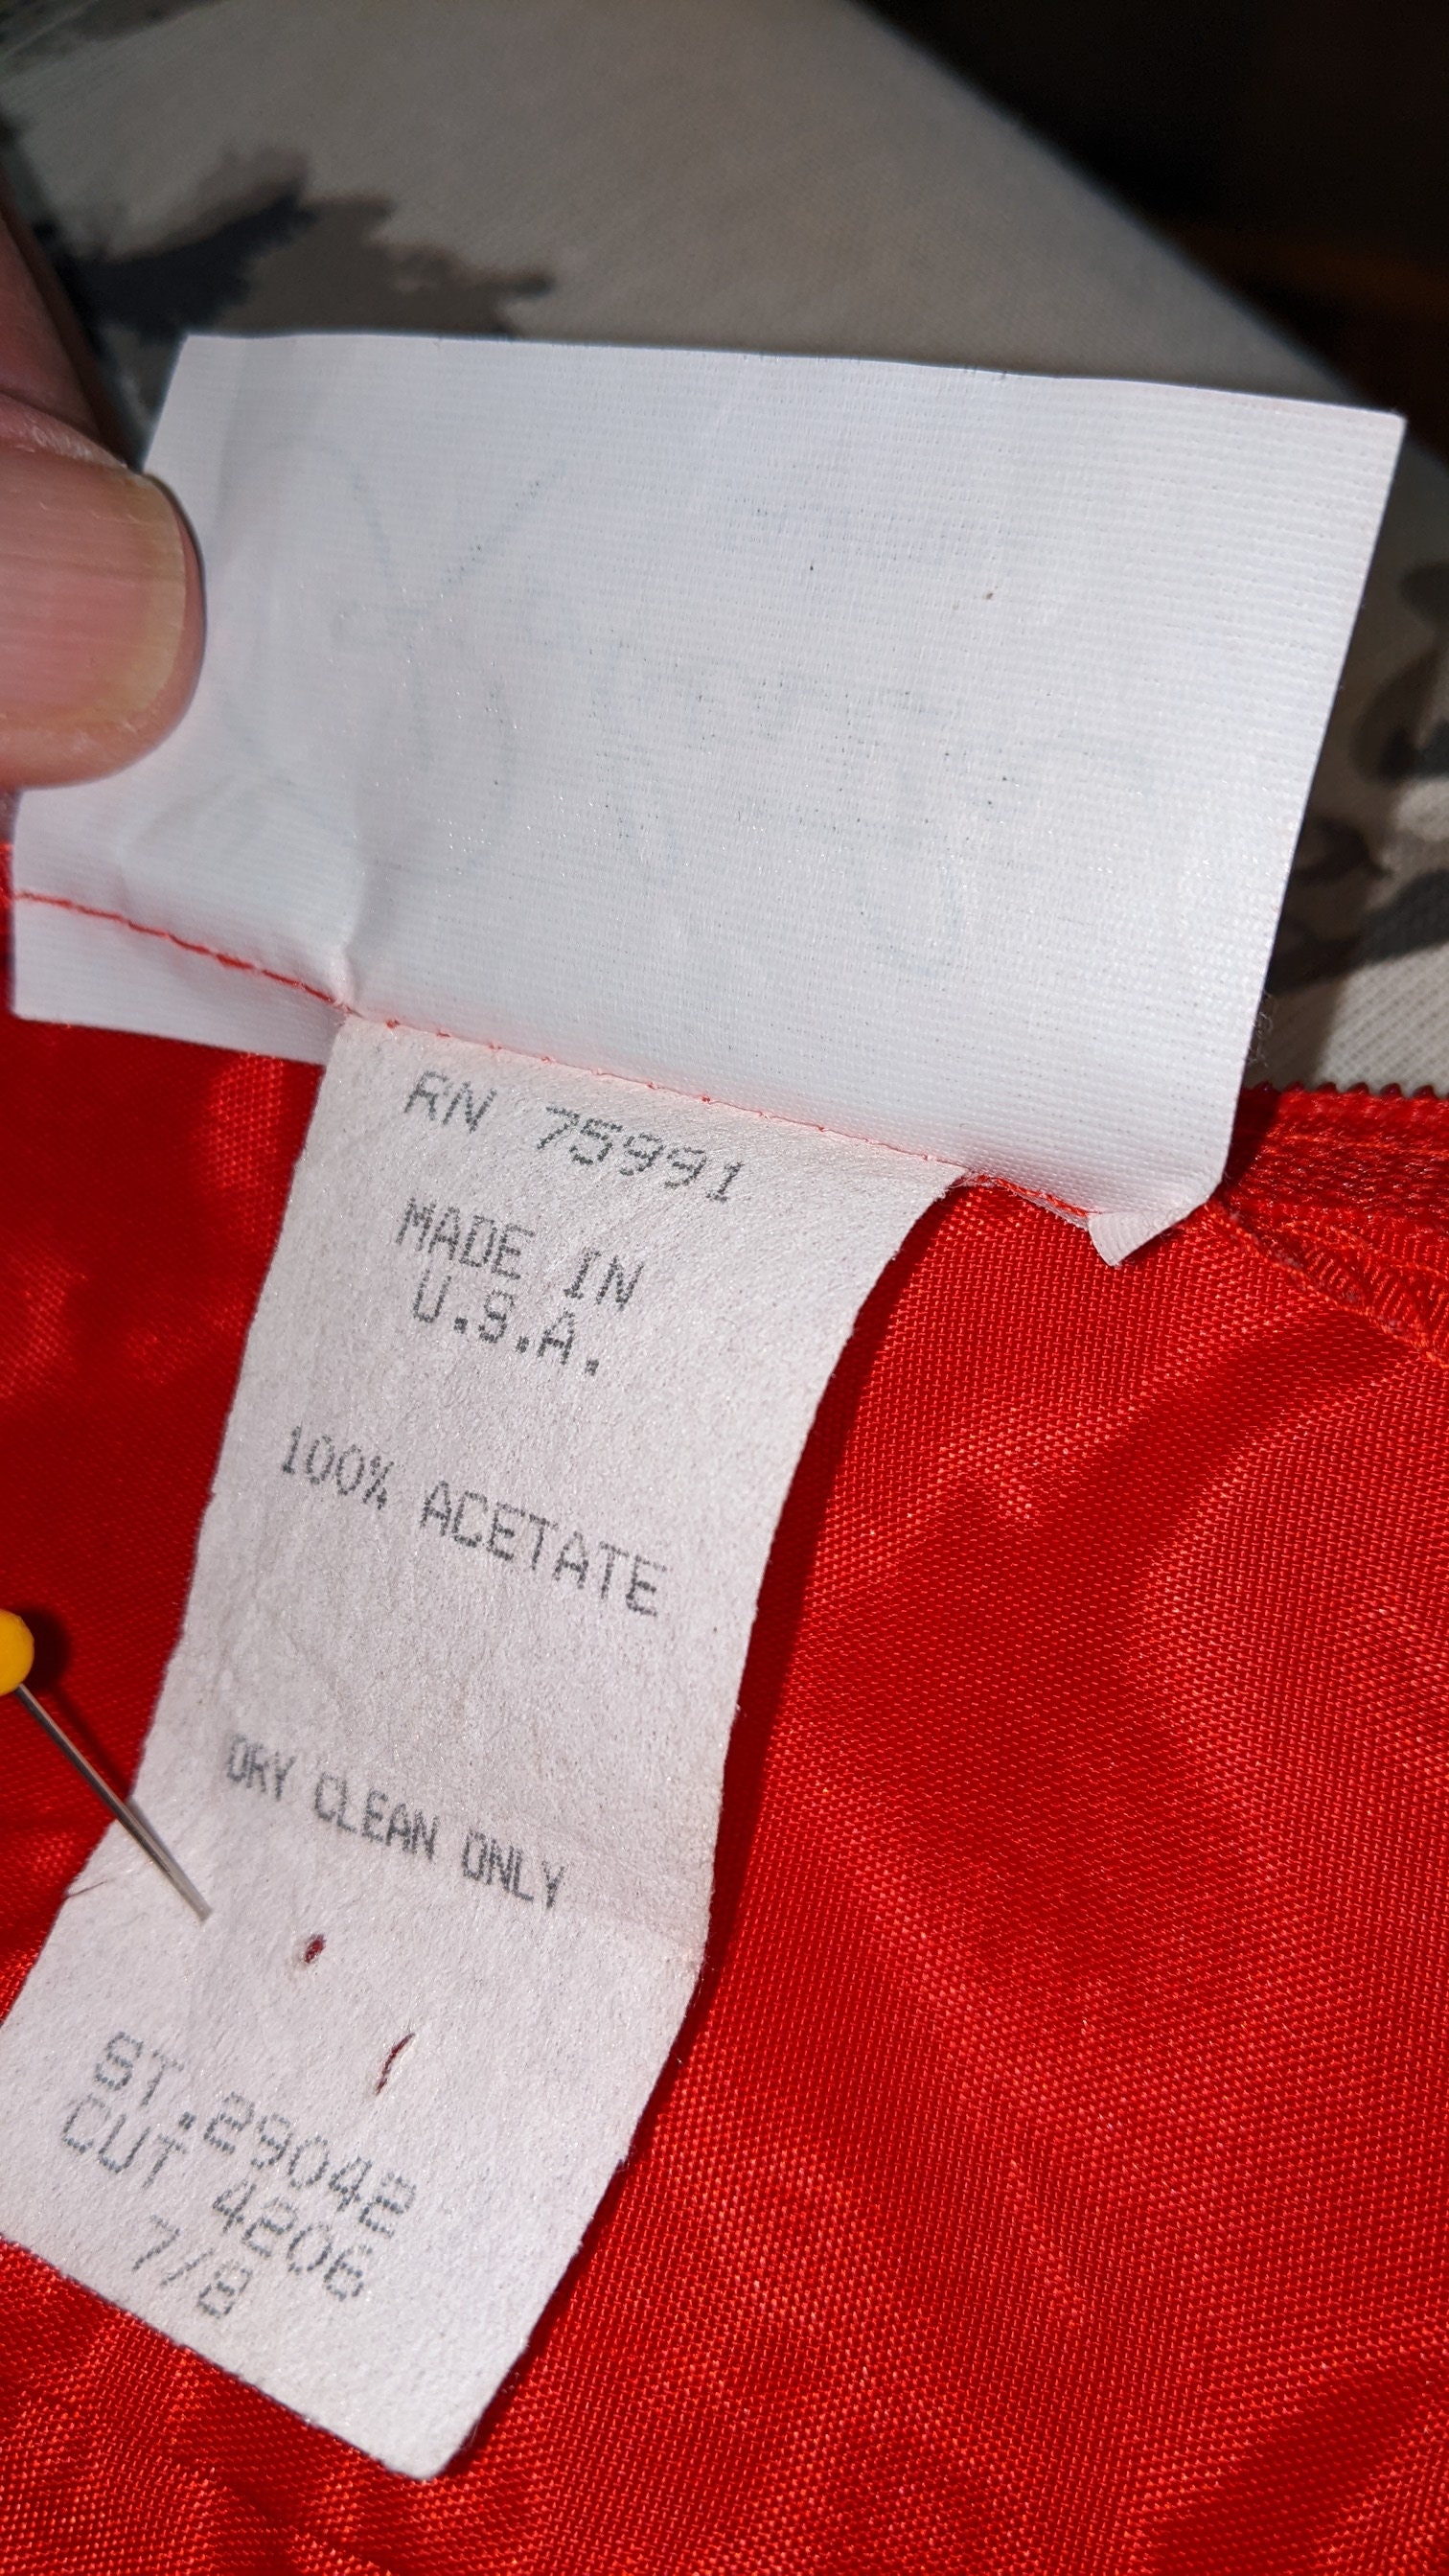 RN 75991
MADE IN
U.S.A.
100% ACETATE
DRY CLEAN ONLY
ST.29042
CUT 4206
7/8